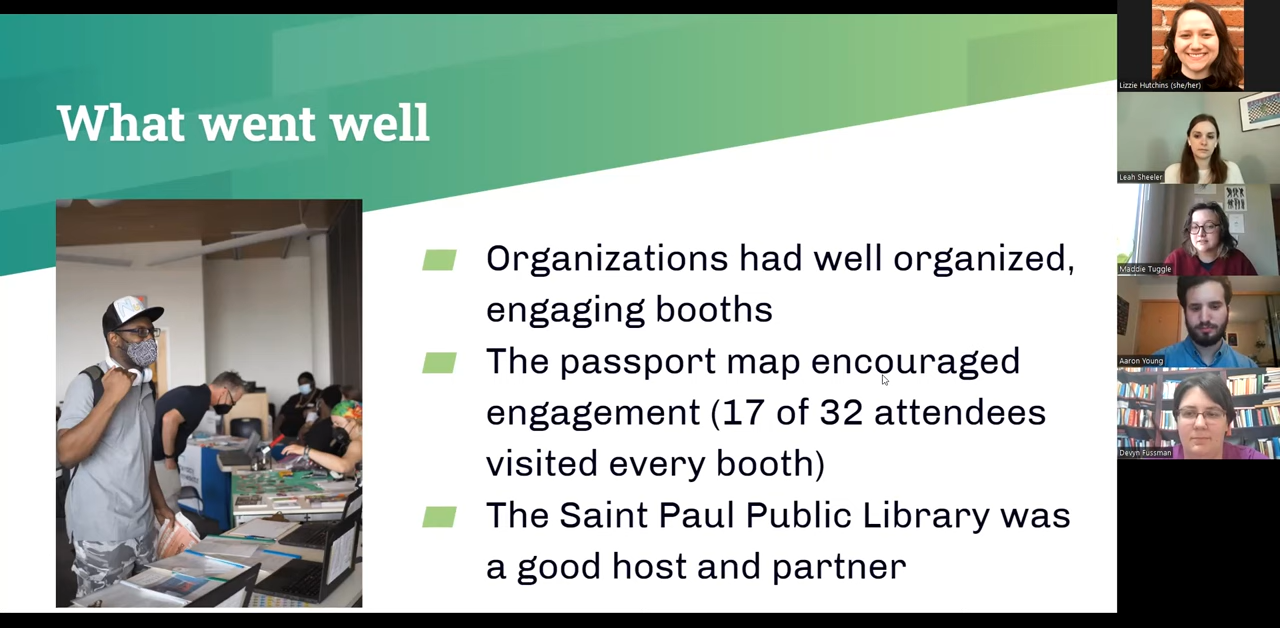 What went well
Organizations had well organized,
engaging booths
The passport map encouraged
engagement (17 of 32 attendees
visited every booth)
The Saint Paul Public Library was
a good host and partner
Lizzie Hutchins (she/her)
Leah Sheeler
Maddie Tuggle
Aaron Young
Devyn Fussman